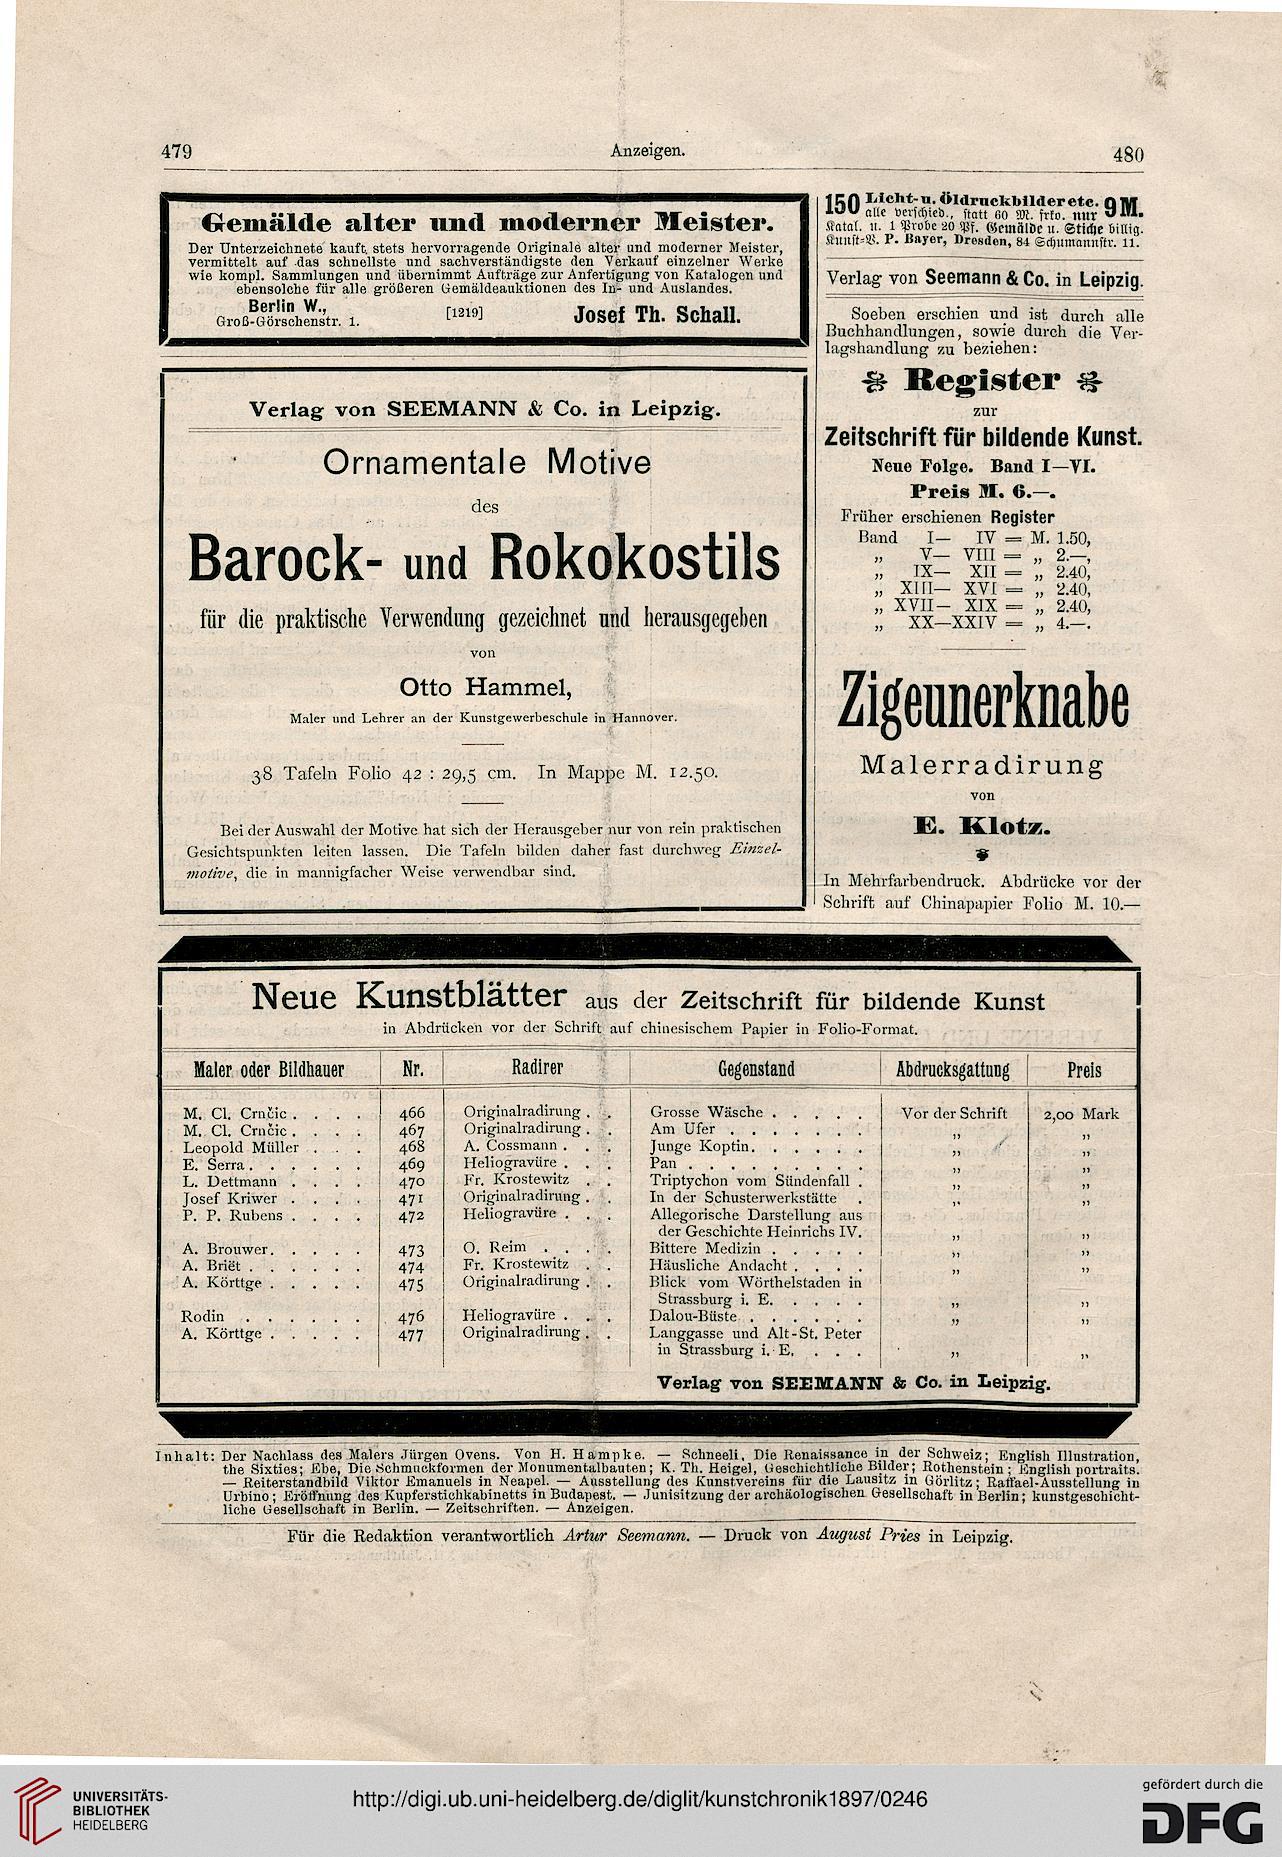 479
Anzeigen.
480
Gemälde alter und moderner Meister.
Der Unterzeichnete kauft stets hervorragende Originale alter und moderner Meister,
vermittelt auf das schnellste und sachverständigste den Verkauf einzelner Werke
wie kompl. Sammlungen und übernimmt Aufträge zur Anfertigung von Katalogen und
ebensolche für alle größeren Gemäldeauktionen des In- und Auslandes.
Berlin W.,
Groß-Görschenstr. 1.
[1219]
Josef Th. Schall.
Verlag von SEEMANN & Co. in Leipzig.
Ornamentale Motive
des
Barock- und Rokokostils
für die praktische Verwendung gezeichnet und herausgegeben
von
Otto Hammel,
Maler und Lehrer an der Kunstgewerbeschule in Hannover.
38 Tafeln Folio 42 : 29,5 cm. In Mappe M. 12.50.
Bei der Auswahl der Motive hat sich der Herausgeber nur von rein praktischen
Gesichtspunkten leiten lassen. Die Tafeln bilden daher fast durchweg Einzel-
motive, die in mannigfacher Weise verwendbar sind.
150 Licht- u. Öldruckbilder etc. 9 M.
alle verschied., statt 60 M. frko. nur
Katal. u. 1 Probe 20 Pf. Gemälde u. Stiche billig.
Kunst=V. P. Bayer, Dresden, 84 Schumannstr. 11.
Verlag von Seemann & Co. in Leipzig.
Soeben erschien und ist durch alle
Buchhandlungen, sowie durch die Ver-
lagshandlung zu beziehen:
Register
zur
Zeitschrift für bildende Kunst.
Neue Folge. Band I—VI.
Preis M. 6.—.
Früher erschienen Register
Band I— IV = M. 1.50,
„ V— VIII = „ 2.—,
„ IX— XII = „ 2.40,
„ XIII— XVI = „ 2.40,
„ XVII— XIX = „ 2.40,
„ XX—XXIV = „ 4.—.
Zigeunerknabe
Malerradirung
von
E. Klotz.
In Mehrfarbendruck. Abdrücke vor der
Schrift auf Chinapapier Folio M. 10.—
Neue Kunstblätter aus der Zeitschrift für bildende Kunst
in Abdrücken vor der Schrift auf chinesischem Papier in Folio-Format.
Maler oder Bildhauer Nr. Radirer Gegenstand Abdrucksgattung Preis
M. Cl. Crnčic . . . . 466 Originalradirung . . Grosse Wäsche . . . . . Vor der Schrift 2,00 Mark
M. Cl. Crnčic . . . . 467 Originalradirung . . Am Ufer . . . . . . . „ „
Leopold Müller . . . 468 A. Cossmann . . . Junge Koptin. . . . . . „ „
E. Serra . . . . . . 469 Heliogravüre . . . Pan . . . . . . . . . „ „
L. Dettmann . . . . 470 Fr. Krostewitz . . Triptychon vom Sündenfall . „ „
Josef Kriwer . . . . 471 Originalradirung . . In der Schusterwerkstätte . „ „
P. P. Rubens . . . . 472 Heliogravüre . . . Allegorische Darstellung aus
der Geschichte Heinrichs IV. „ „
A. Brouwer. . . . . 473 O. Reim . . . . Bittere Medizin . . . . . „ „
A. Briët . . . . . . 474 Fr. Krostewitz . . Häusliche Andacht . . . . „ „
A. Körttge . . . . . 475 Originalradirung . . Blick vom Wörthelstaden in
Strassburg i. E. . . . . „ „
Rodin . . . . . . 476 Heliogravüre . . . Dalou-Büste . . . . . . „ „
A. Körttge . . . . . 477 Originalradirung . . Langgasse und Alt-St. Peter
in Strassburg i. E. . . . „ „
Verlag von SEEMANN & Co. in Leipzig.
Inhalt: Der Nachlass des Malers Jürgen Ovens. Von H. Hampke. — Schneeli, Die Renaissance in der Schweiz; English Illustration,
the Sixties; Ebe, Die Schmuckformen der Monumentalbauten; K. Th. Heigel, Geschichtliche Bilder; Rothenstein; English portraits.
— Reiterstandbild Viktor Emanuels in Neapel. — Ausstellung des Kunstvereins für die Lausitz in Görlitz; Raffael-Ausstellung in
Urbino; Eröffnung des Kupferstichkabinetts in Budapest. — Junisitzung der archäologischen Gesellschaft in Berlin; kunstgeschicht-
liche Gesellschaft in Berlin. — Zeitschriften. — Anzeigen.
Für die Redaktion verantwortlich Artur Seemann. — Druck von August Pries in Leipzig.
UNIVERSITÄTS-
BIBLIOTHEK
HEIDELBERG
http://digi.ub.uni-heidelberg.de/diglit/kunstchronik1897/0246
gefördert durch die
DFG